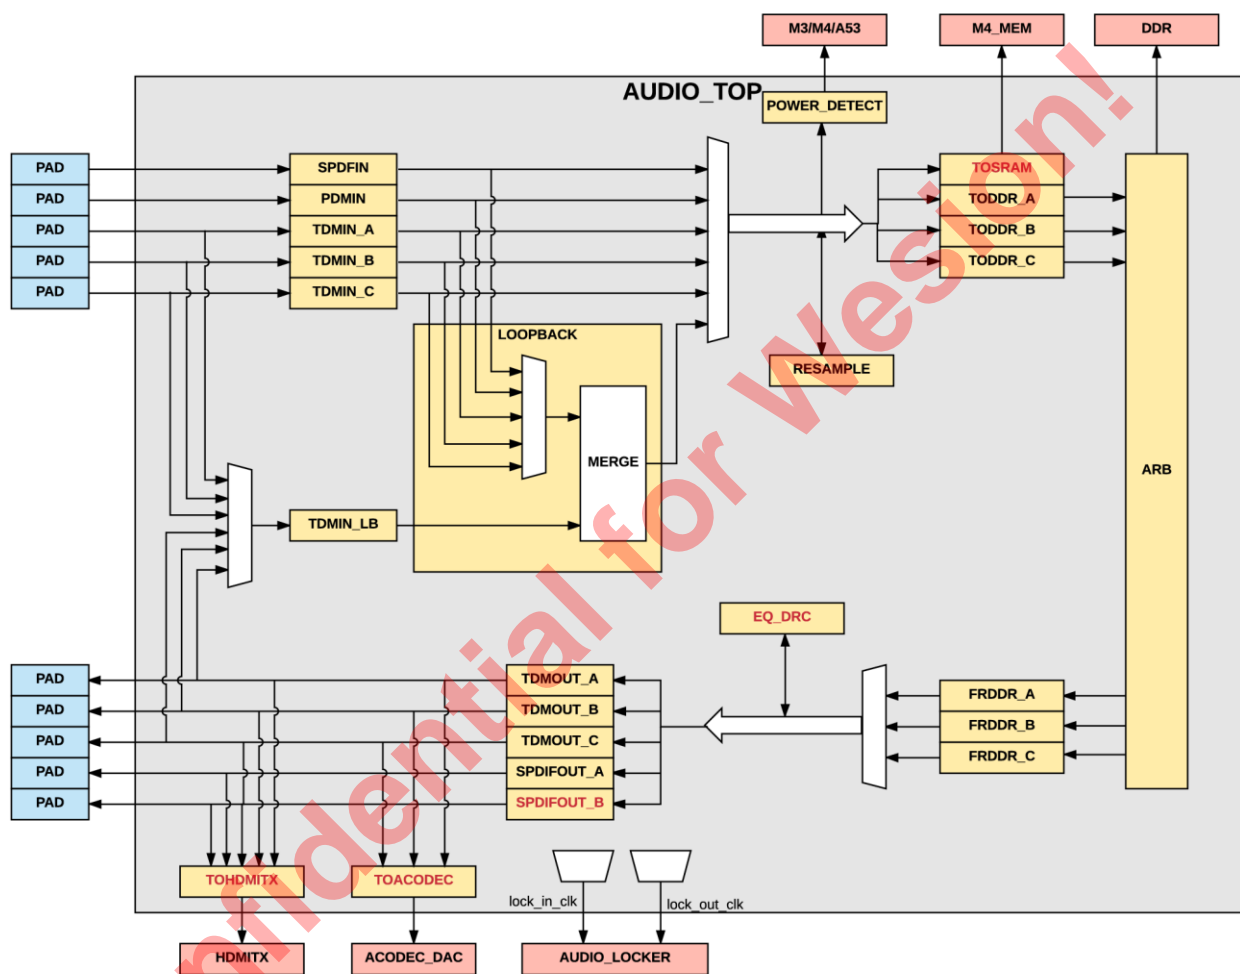 M3/M4/A53
M4_MEM
DDR
AUDIO_TOP
POWER_DETECT
PAD
SPDFIN
TOSRAM
PAD
PDMIN
TODDR_A
PAD
TDMIN_A
TODDR_B
PAD
TDMIN_B
TODDR_C
PAD
TDMIN_C
LOOPBACK
RESAMPLE
MERGE
ARB
TDMIN_LB
EQ_DRC
PAD
TDMOUT_A
FRDDR_A
PAD
TDMOUT_B
FRDDR_B
PAD
TDMOUT_C
FRDDR_C
PAD
SPDIFOUT_A
PAD
SPDIFOUT_B
TOHDMITX
TOACODEC
lock_in_clk
lock_out_clk
HDMITX
ACODEC_DAC
AUDIO_LOCKER
nfidential for Wesion!